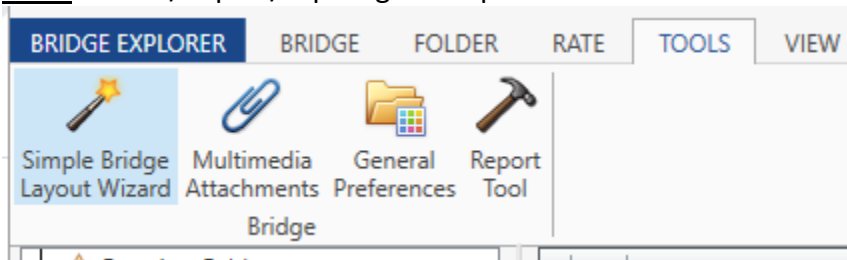 BRIDGE EXPLORER BRIDGE FOLDER RATE TOOLS VIEW
Simple Bridge Multimedia General Report
Layout Wizard Attachments Preferences Tool
Bridge